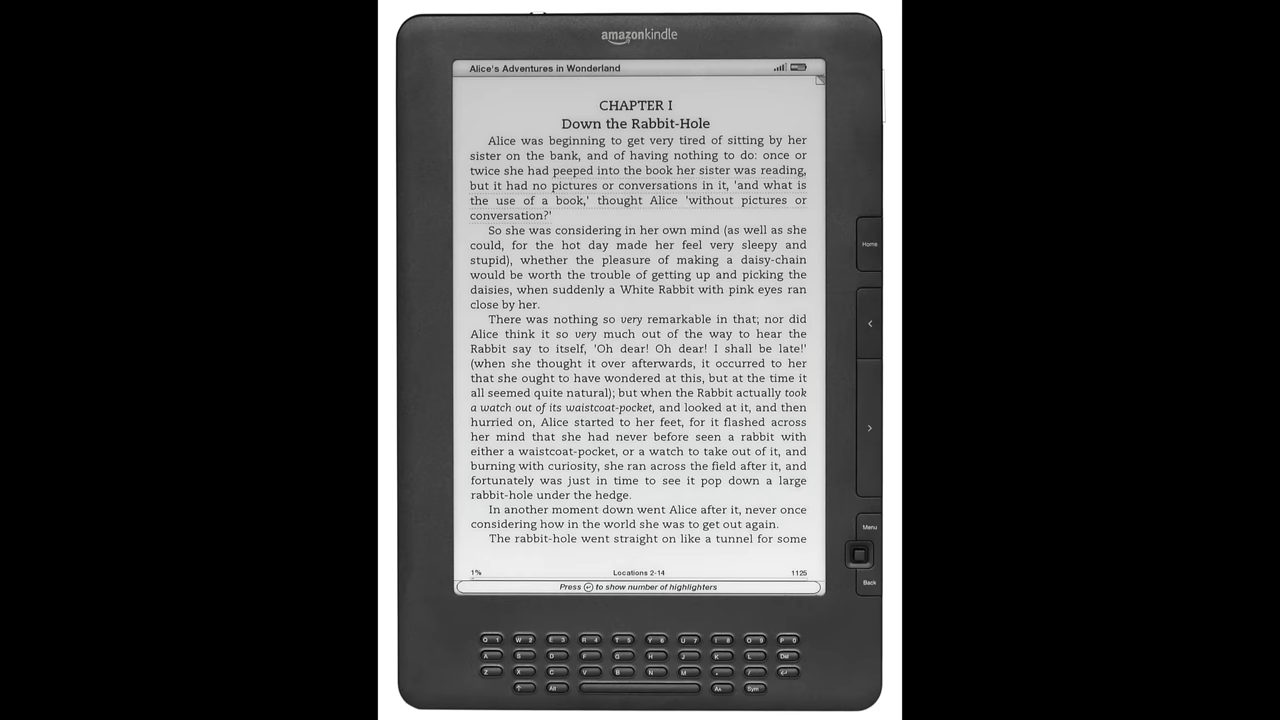 amazonkindle
Alice's Adventures in Wonderland
CHAPTER I
Down the Rabbit-Hole
Alice was beginning to get very tired of sitting by her
sister on the bank, and of having nothing to do: once or
twice she had peeped into the book her sister was reading,
but it had no pictures or conversations in it, 'and what is
the use of a book,' thought Alice 'without pictures or
conversation?'
So she was considering in her own mind (as well as she
could, for the hot day made her feel very sleepy and
stupid), whether the pleasure of making a daisy-chain
would be worth the trouble of getting up and picking the
daisies, when suddenly a White Rabbit with pink eyes ran
close by her.
There was nothing so very remarkable in that; nor did
Alice think it so very much out of the way to hear the
Rabbit say to itself, 'Oh dear! Oh dear! I shall be late!'
(when she thought it over afterwards, it occurred to her
that she ought to have wondered at this, but at the time it
all seemed quite natural); but when the Rabbit actually took
a watch out of its waistcoat-pocket, and looked at it, and then
hurried on, Alice started to her feet, for it flashed across
her mind that she had never before seen a rabbit with
either a waistcoat-pocket, or a watch to take out of it, and
burning with curiosity, she ran across the field after it, and
fortunately was just in time to see it pop down a large
rabbit-hole under the hedge.
In another moment down went Alice after it, never once
considering how in the world she was to get out again.
The rabbit-hole went straight on like a tunnel for some
1% Locations 2-14 1125
Press ↵ to show number of highlighters
Home
<
>
Menu
Back
Q 1 W 2 E 3 R 4 T 5 Y 6 U 7 I 8 O 9 P 0
A S D F G H J K L Del
Z X C V B N M . / ↵
↑ Alt Aa Sym